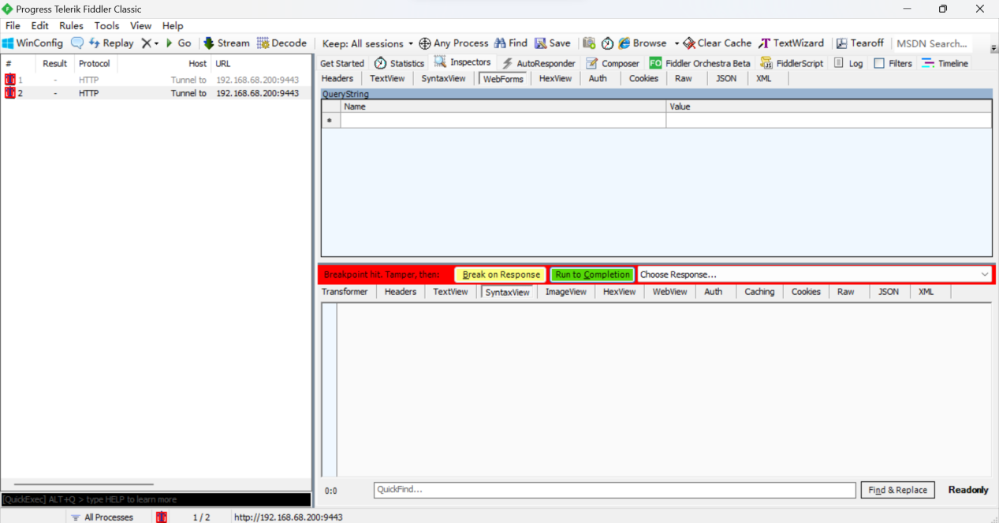 Progress Telerik Fiddler Classic
File Edit Rules Tools View Help
WinConfig Replay Go Stream Decode Keep: All sessions Any Process Find Save Browse Clear Cache TextWizard Tearoff MSDN Search...
# Result Protocol Host URL
1 - HTTP Tunnel to 192.168.68.200:9443
2 - HTTP Tunnel to 192.168.68.200:9443
Get Started Statistics Inspectors AutoResponder Composer FO Fiddler Orchestra Beta FiddlerScript Log Filters Timeline
Headers TextView SyntaxView WebForms HexView Auth Cookies Raw JSON XML
QueryString
Name Value
Breakpoint hit. Tamper, then: Break on Response Run to Completion Choose Response...
Transformer Headers TextView SyntaxView ImageView HexView WebView Auth Caching Cookies Raw JSON XML
0:0 QuickFind... Find & Replace Readonly
[QuickExec] ALT+Q > type HELP to learn more
All Processes 1 / 2 http://192.168.68.200:9443